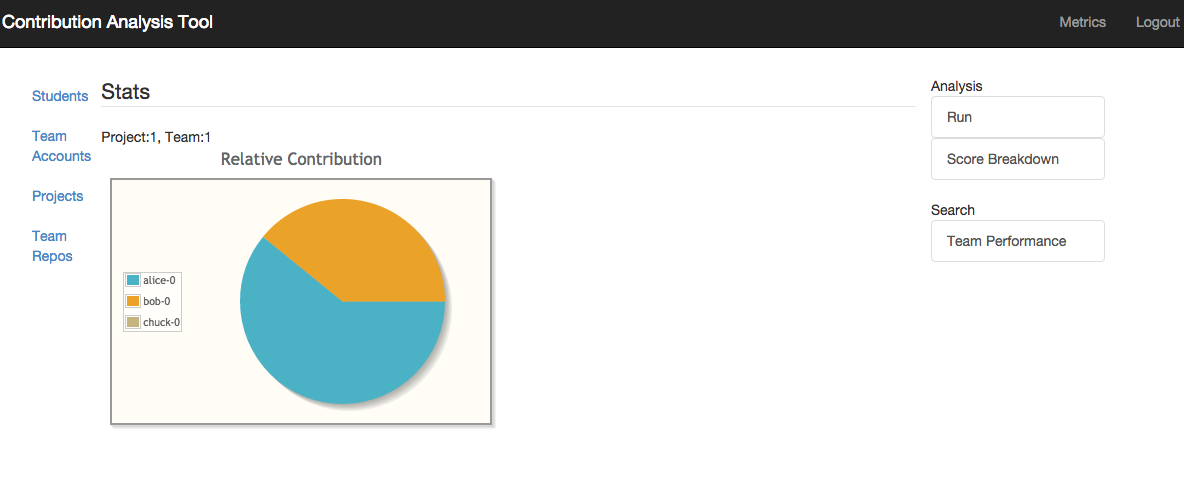 Contribution Analysis Tool
Metrics
Logout
Students
Team
Accounts
Projects
Team
Repos
Stats
Project:1, Team:1
Relative Contribution
alice-0
bob-0
chuck-0
Analysis
Run
Score Breakdown
Search
Team Performance